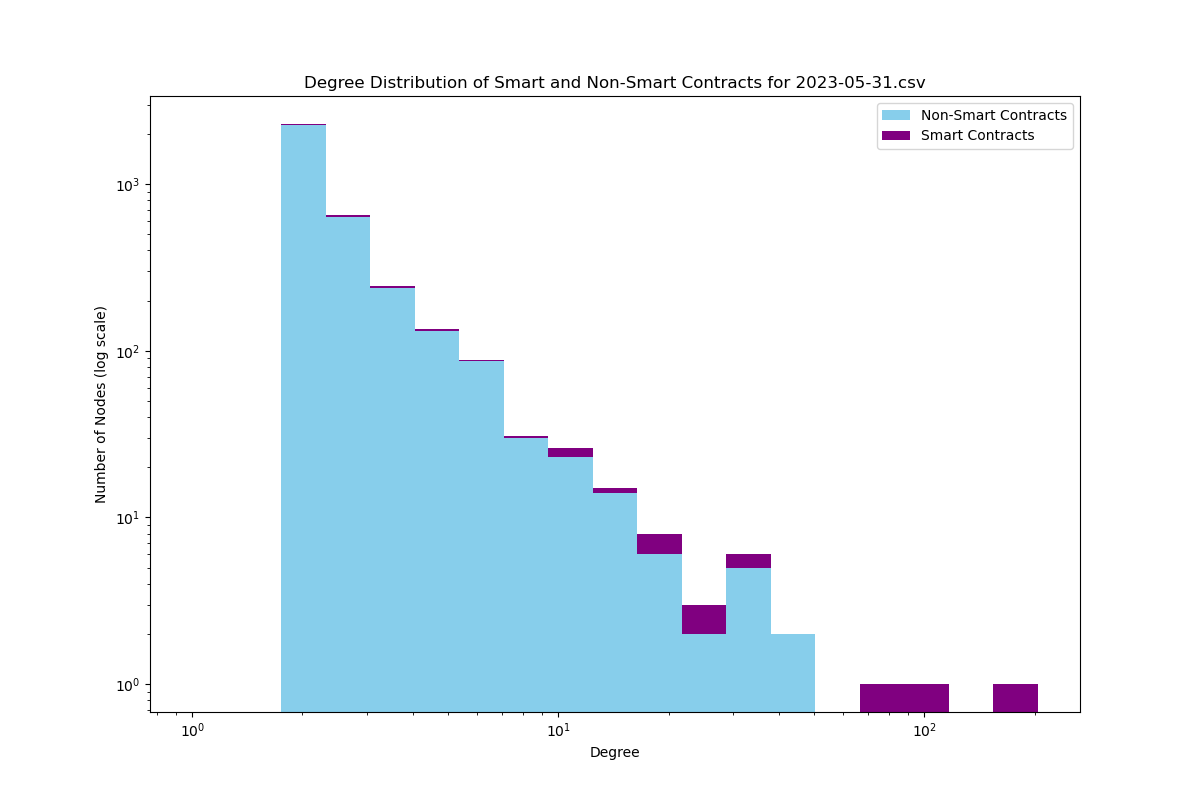 Degree Distribution of Smart and Non-Smart Contracts for 2023-05-31.csv
Non-Smart Contracts
Smart Contracts
Number of Nodes (log scale)
10³
10²
10¹
10⁰
10⁰ 10¹ 10²
Degree